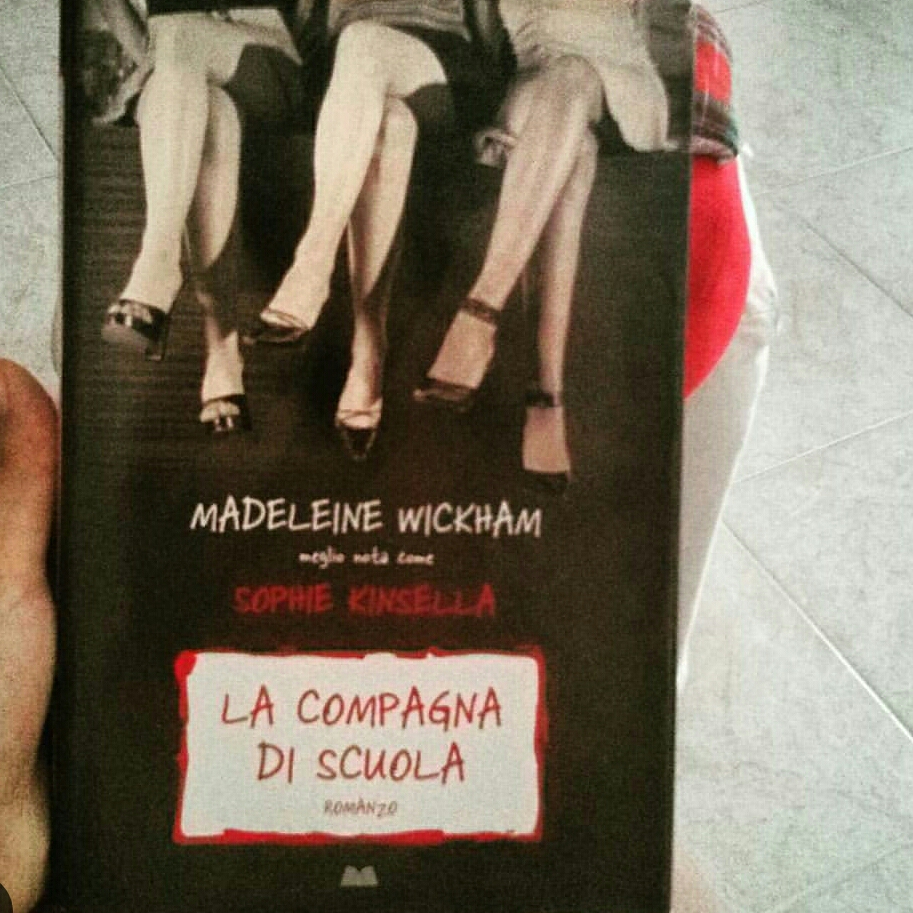 MADELEINE WICKHAM
meglio nota come
SOPHIE KINSELLA
LA COMPAGNA
DI SCUOLA
ROMANZO